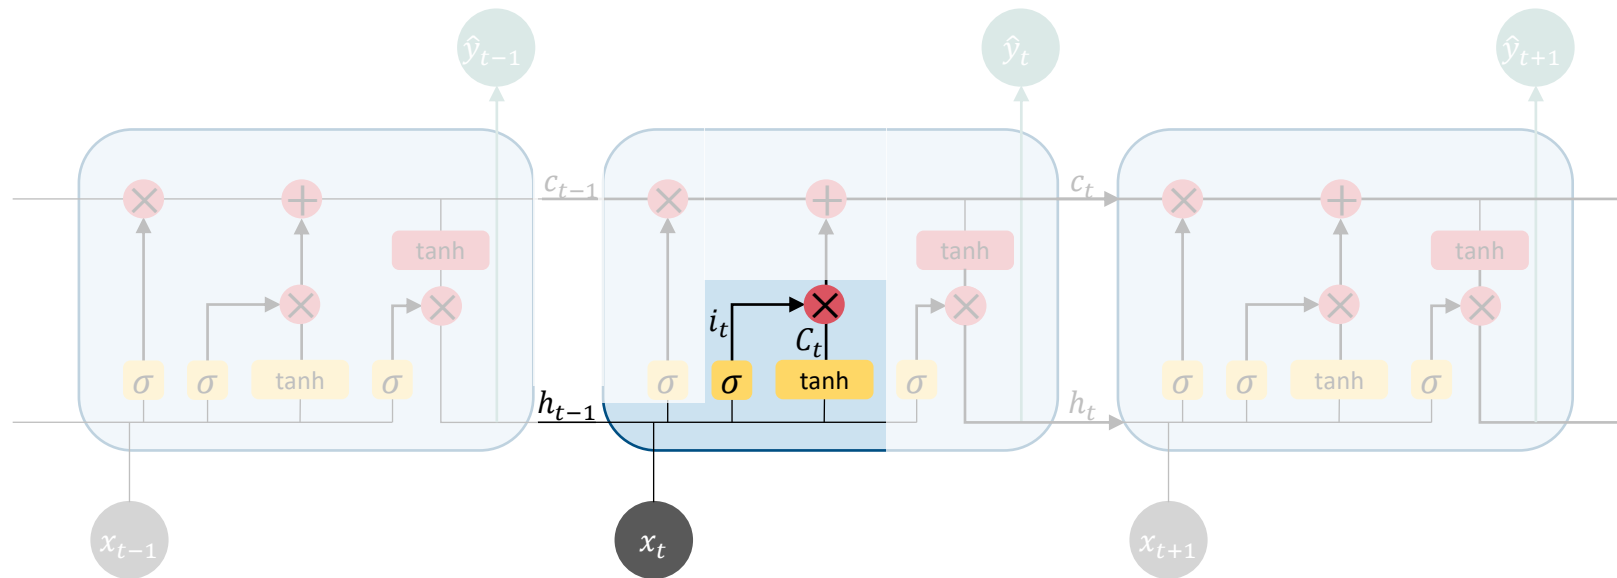 ŷₜ₋₁ ŷₜ ŷₜ₊₁
× + cₜ₋₁ × + cₜ × +
tanh tanh tanh
× × × × × ×
iₜ Cₜ
σ σ tanh σ σ σ tanh σ σ σ tanh σ
hₜ₋₁ hₜ
xₜ₋₁ xₜ xₜ₊₁